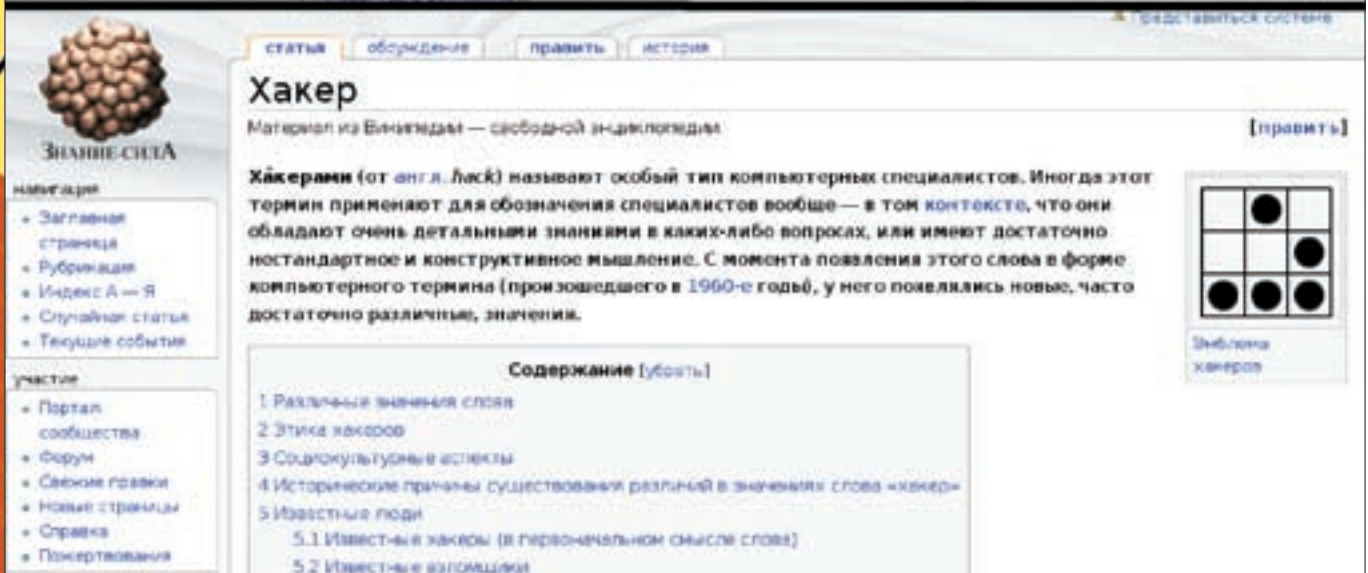 Представиться системе
статья обсуждение править история
Хакер
Материал из Википедии — свободной энциклопедии
[править]
ЗНАНИЕ-СИЛА
Ха́керами (от англ. hack) называют особый тип компьютерных специалистов. Иногда этот
термин применяют для обозначения специалистов вообще — в том контексте, что они
обладают очень детальными знаниями в каких-либо вопросах, или имеют достаточно
нестандартное и конструктивное мышление. С момента появления этого слова в форме
компьютерного термина (произошедшего в 1960-е годы), у него появлялись новые, часто
достаточно различные, значения.
Эмблема
хакеров
навигация
Заглавная
страница
Рубрикация
Индекс А — Я
Случайная статья
Текущие события
участие
Портал
сообщества
Форум
Свежие правки
Новые страницы
Справка
Пожертвования
Содержание [убрать]
1 Различные значения слова
2 Этика хакеров
3 Социокультурные аспекты
4 Исторические причины существования различий в значениях слова «хакер»
5 Известные люди
5.1 Известные хакеры (в первоначальном смысле слова)
5.2 Известные взломщики